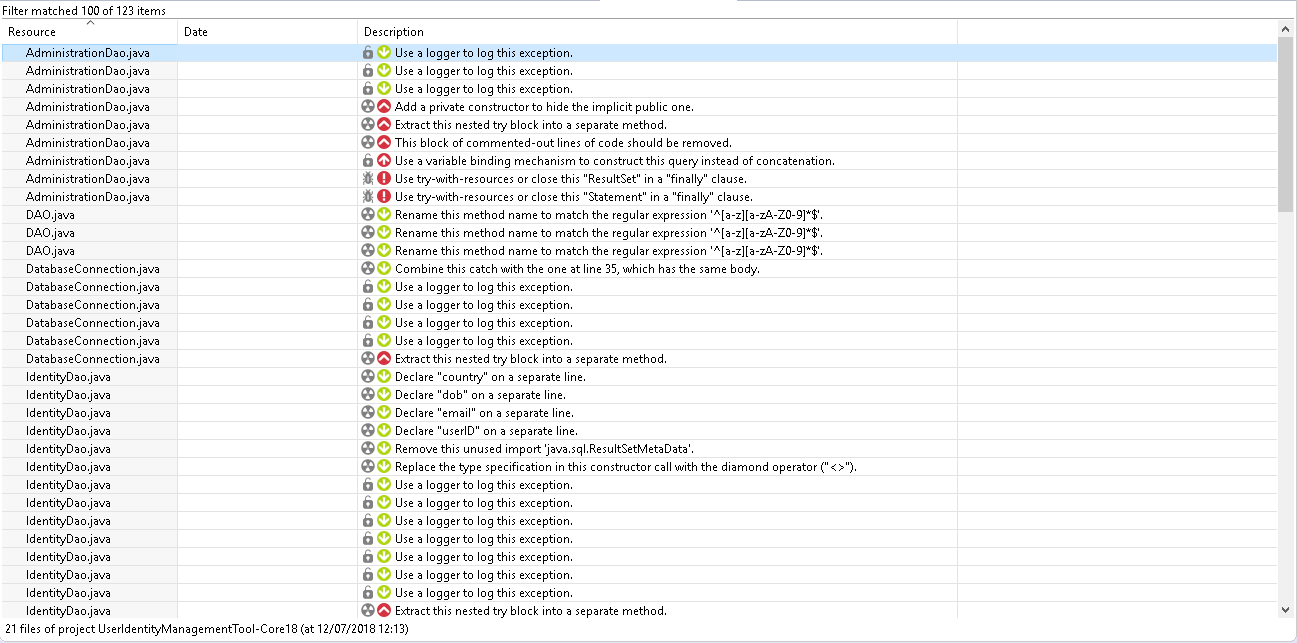 Filter matched 100 of 123 items
Resource Date Description
AdministrationDao.java Use a logger to log this exception.
AdministrationDao.java Use a logger to log this exception.
AdministrationDao.java Use a logger to log this exception.
AdministrationDao.java Add a private constructor to hide the implicit public one.
AdministrationDao.java Extract this nested try block into a separate method.
AdministrationDao.java This block of commented-out lines of code should be removed.
AdministrationDao.java Use a variable binding mechanism to construct this query instead of concatenation.
AdministrationDao.java Use try-with-resources or close this "ResultSet" in a "finally" clause.
AdministrationDao.java Use try-with-resources or close this "Statement" in a "finally" clause.
DAO.java Rename this method name to match the regular expression '^[a-z][a-zA-Z0-9]*$'.
DAO.java Rename this method name to match the regular expression '^[a-z][a-zA-Z0-9]*$'.
DAO.java Rename this method name to match the regular expression '^[a-z][a-zA-Z0-9]*$'.
DatabaseConnection.java Combine this catch with the one at line 35, which has the same body.
DatabaseConnection.java Use a logger to log this exception.
DatabaseConnection.java Use a logger to log this exception.
DatabaseConnection.java Use a logger to log this exception.
DatabaseConnection.java Use a logger to log this exception.
DatabaseConnection.java Extract this nested try block into a separate method.
IdentityDao.java Declare "country" on a separate line.
IdentityDao.java Declare "dob" on a separate line.
IdentityDao.java Declare "email" on a separate line.
IdentityDao.java Declare "userID" on a separate line.
IdentityDao.java Remove this unused import 'java.sql.ResultSetMetaData'.
IdentityDao.java Replace the type specification in this constructor call with the diamond operator ("<>").
IdentityDao.java Use a logger to log this exception.
IdentityDao.java Use a logger to log this exception.
IdentityDao.java Use a logger to log this exception.
IdentityDao.java Use a logger to log this exception.
IdentityDao.java Use a logger to log this exception.
IdentityDao.java Use a logger to log this exception.
IdentityDao.java Use a logger to log this exception.
IdentityDao.java Extract this nested try block into a separate method.
21 files of project UserIdentityManagementTool-Core18 (at 12/07/2018 12:13)